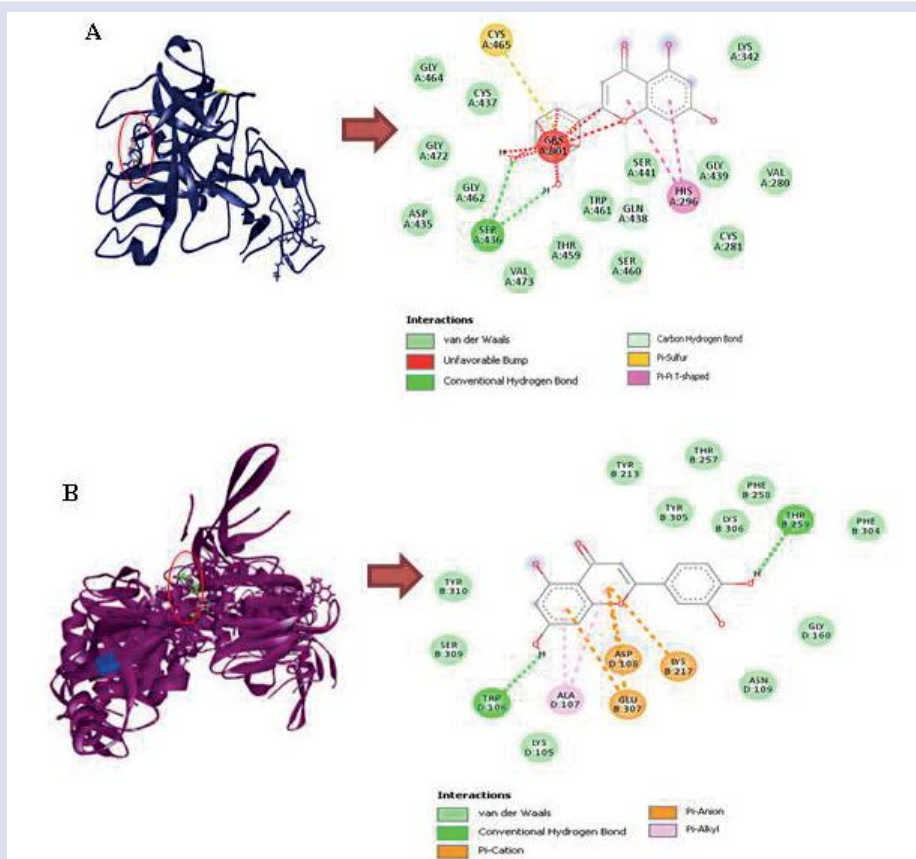 A
CYS
A:465
LYS
A:342
GLY
A:464
CYS
A:437
GBS
A:601
GLY
A:472
SER
A:441
GLY
A:439
VAL
A:280
GLY
A:462
TRP
A:461
GLN
A:438
HIS
A:296
ASP
A:435
SER
A:436
CYS
A:281
VAL
A:473
THR
A:459
SER
A:460
H
H
Interactions
van der Waals
Unfavorable Bump
Conventional Hydrogen Bond
Carbon Hydrogen Bond
Pi-Sulfur
Pi-Pi T-shaped
B
TYR
B:213
THR
B:257
PHE
B:258
TYR
B:305
LYS
B:306
THR
B:259
PHE
B:304
H
TYR
B:310
SER
B:309
GLY
D:160
H
ASP
D:108
LYS
B:217
ASN
D:109
TRP
D:106
ALA
D:107
GLU
B:307
LYS
D:105
Interactions
van der Waals
Conventional Hydrogen Bond
Pi-Cation
Pi-Anion
Pi-Alkyl